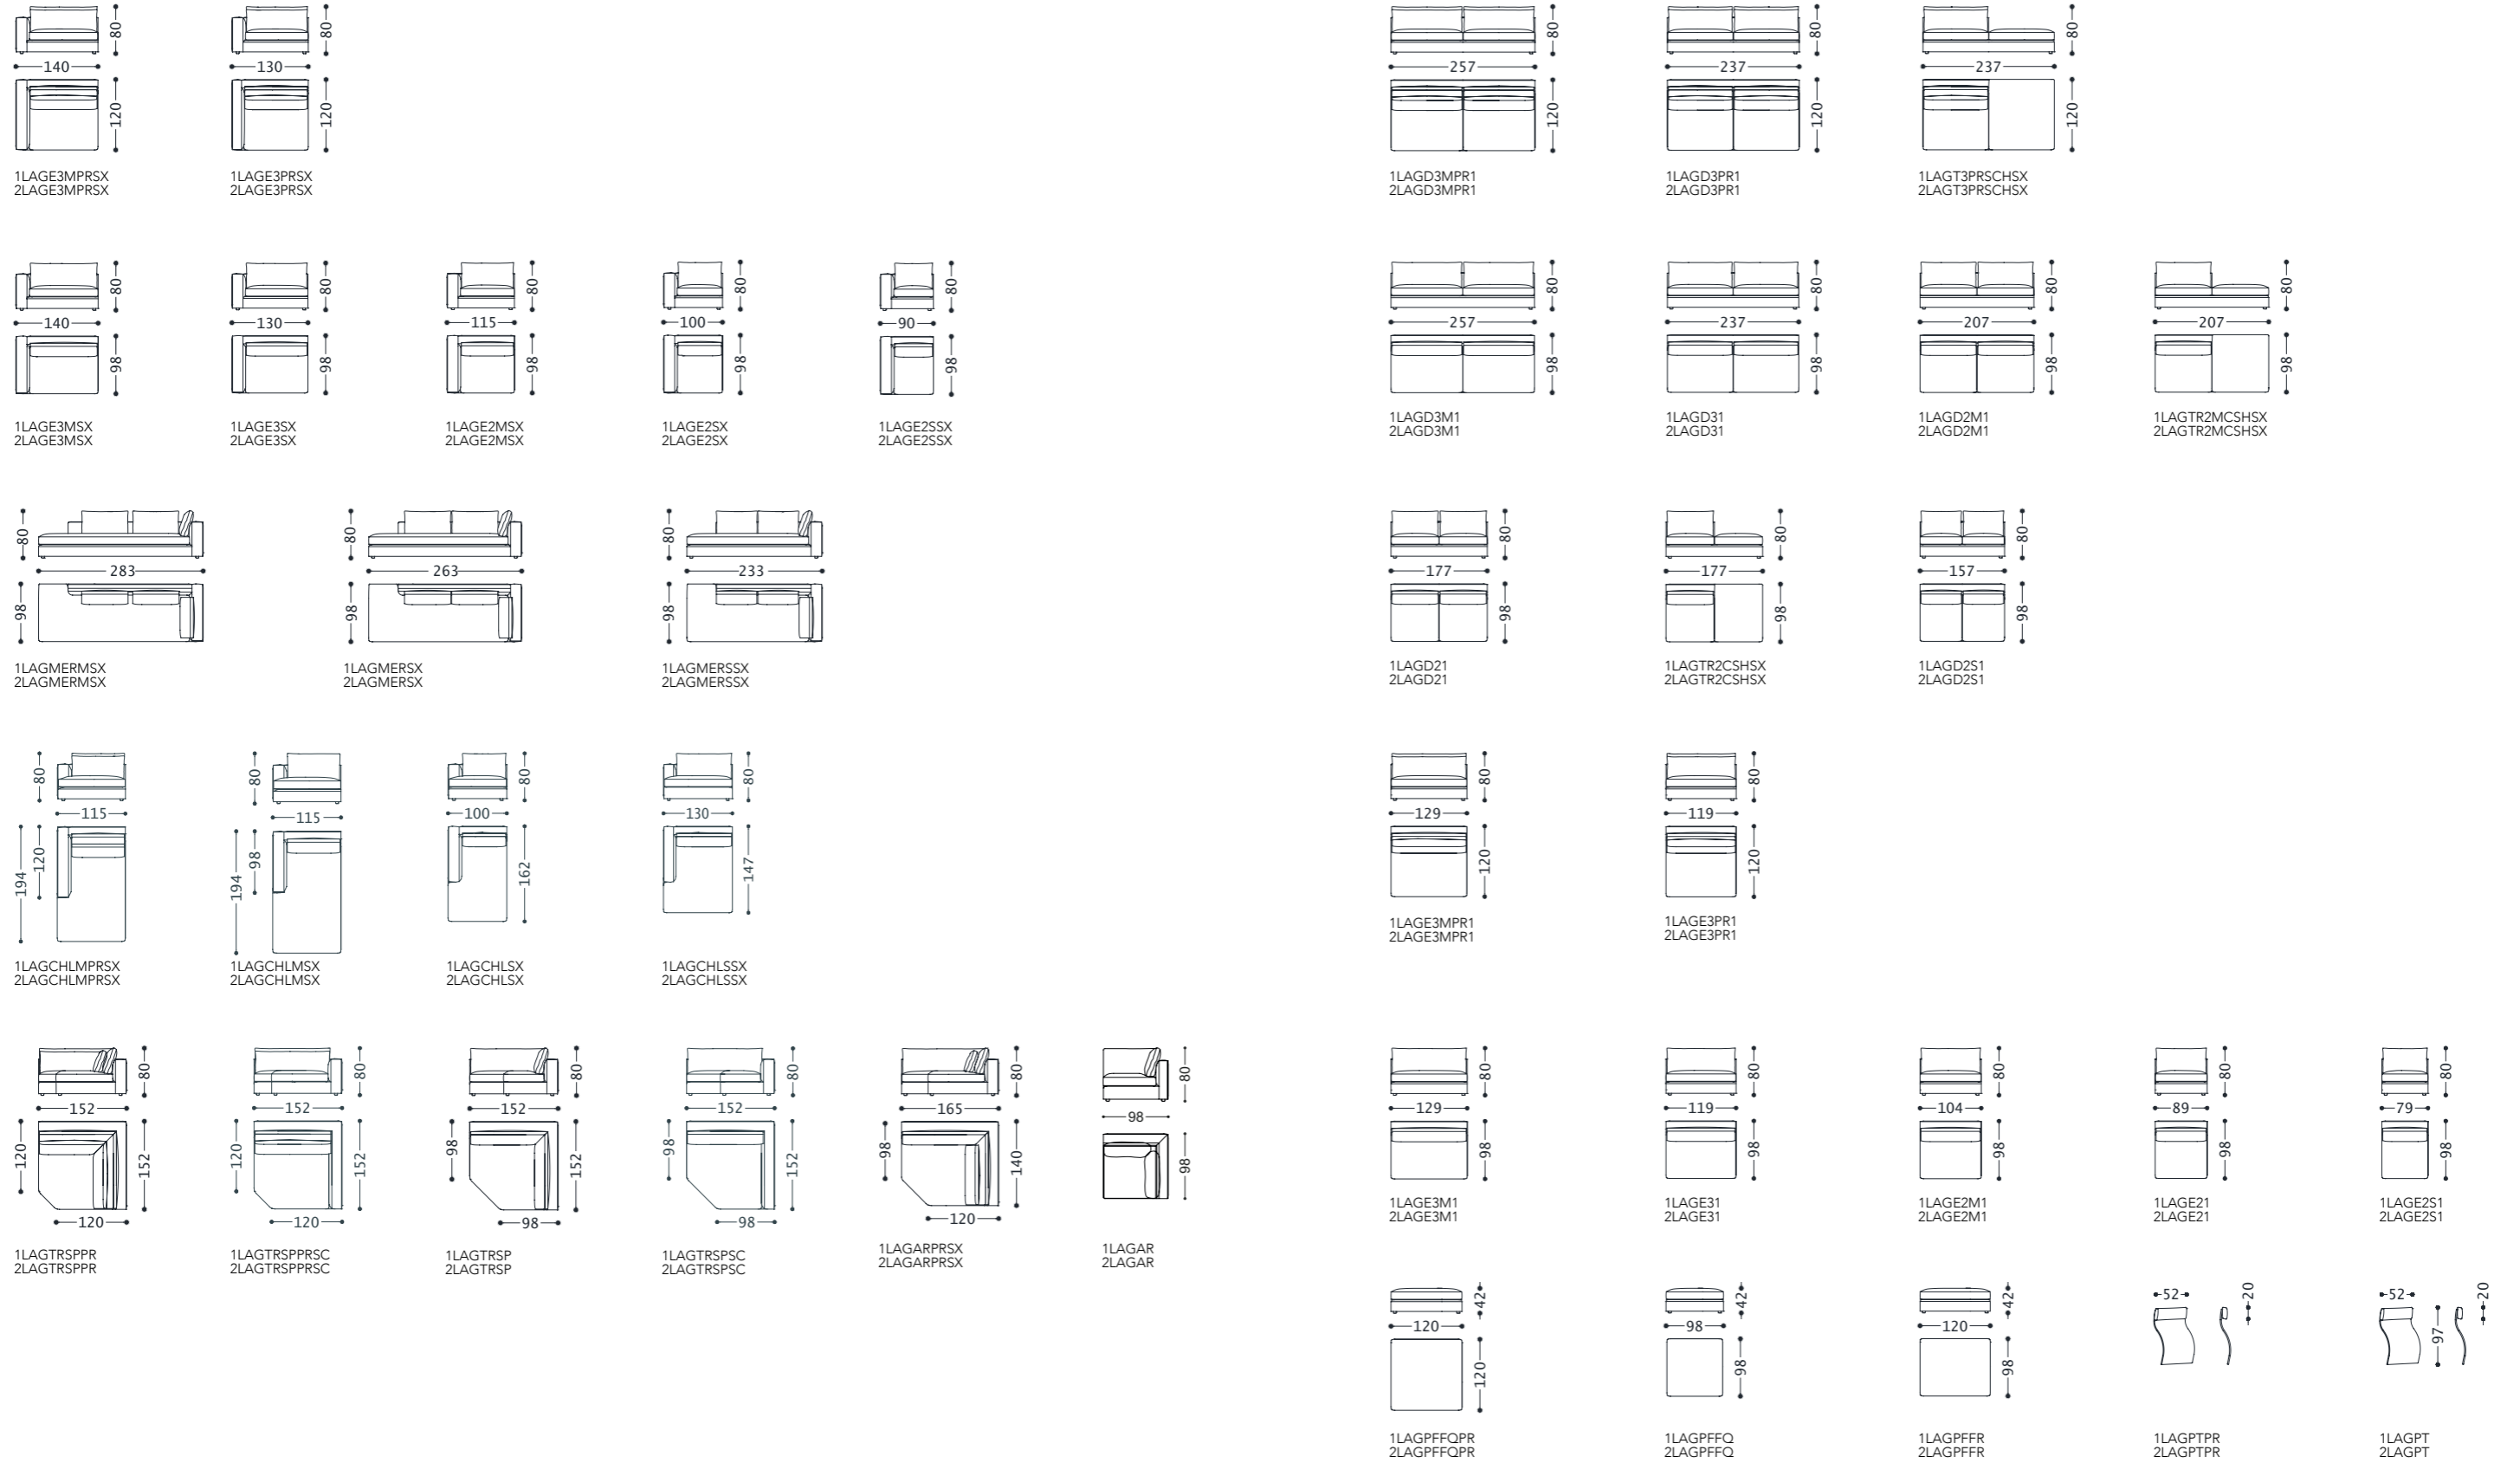 80
140
120
1LAGE3MPRSX
2LAGE3MPRSX
80
130
120
1LAGE3PRSX
2LAGE3PRSX
80
140
98
1LAGE3MSX
2LAGE3MSX
80
130
98
1LAGE3SX
2LAGE3SX
80
115
98
1LAGE2MSX
2LAGE2MSX
80
100
98
1LAGE2SX
2LAGE2SX
80
90
98
1LAGE2SSX
2LAGE2SSX
80
283
98
1LAGMERMSX
2LAGMERMSX
80
263
98
1LAGMERSX
2LAGMERSX
80
233
98
1LAGMERSSX
2LAGMERSSX
80
115
194
120
1LAGCHLMPRSX
2LAGCHLMPRSX
80
115
194
98
1LAGCHLMSX
2LAGCHLMSX
80
100
162
1LAGCHLSX
2LAGCHLSX
80
130
147
1LAGCHLSSX
2LAGCHLSSX
80
152
120
152
120
1LAGTRSPPR
2LAGTRSPPR
80
152
120
152
120
1LAGTRSPPRSC
2LAGTRSPPRSC
80
152
98
152
98
1LAGTRSP
2LAGTRSP
80
152
98
152
98
1LAGTRSPSC
2LAGTRSPSC
80
165
98
140
120
1LAGARPRSX
2LAGARPRSX
80
98
98
1LAGAR
2LAGAR
80
257
120
1LAGD3MPR1
2LAGD3MPR1
80
237
120
1LAGD3PR1
2LAGD3PR1
80
237
120
1LAGT3PRSCHSX
2LAGT3PRSCHSX
80
257
98
1LAGD3M1
2LAGD3M1
80
237
98
1LAGD31
2LAGD31
80
207
98
1LAGD2M1
2LAGD2M1
80
207
98
1LAGTR2MCSHSX
2LAGTR2MCSHSX
80
177
98
1LAGD21
2LAGD21
80
177
98
1LAGTR2CSHSX
2LAGTR2CSHSX
80
157
98
1LAGD2S1
2LAGD2S1
80
129
120
1LAGE3MPR1
2LAGE3MPR1
80
119
120
1LAGE3PR1
2LAGE3PR1
80
129
98
1LAGE3M1
2LAGE3M1
80
119
98
1LAGE31
2LAGE31
80
104
98
1LAGE2M1
2LAGE2M1
80
89
98
1LAGE21
2LAGE21
80
79
98
1LAGE2S1
2LAGE2S1
42
120
120
1LAGPFFQPR
2LAGPFFQPR
42
98
98
1LAGPFFQ
2LAGPFFQ
42
120
98
1LAGPFFR
2LAGPFFR
52
20
1LAGPTPR
2LAGPTPR
52
97
20
1LAGPT
2LAGPT